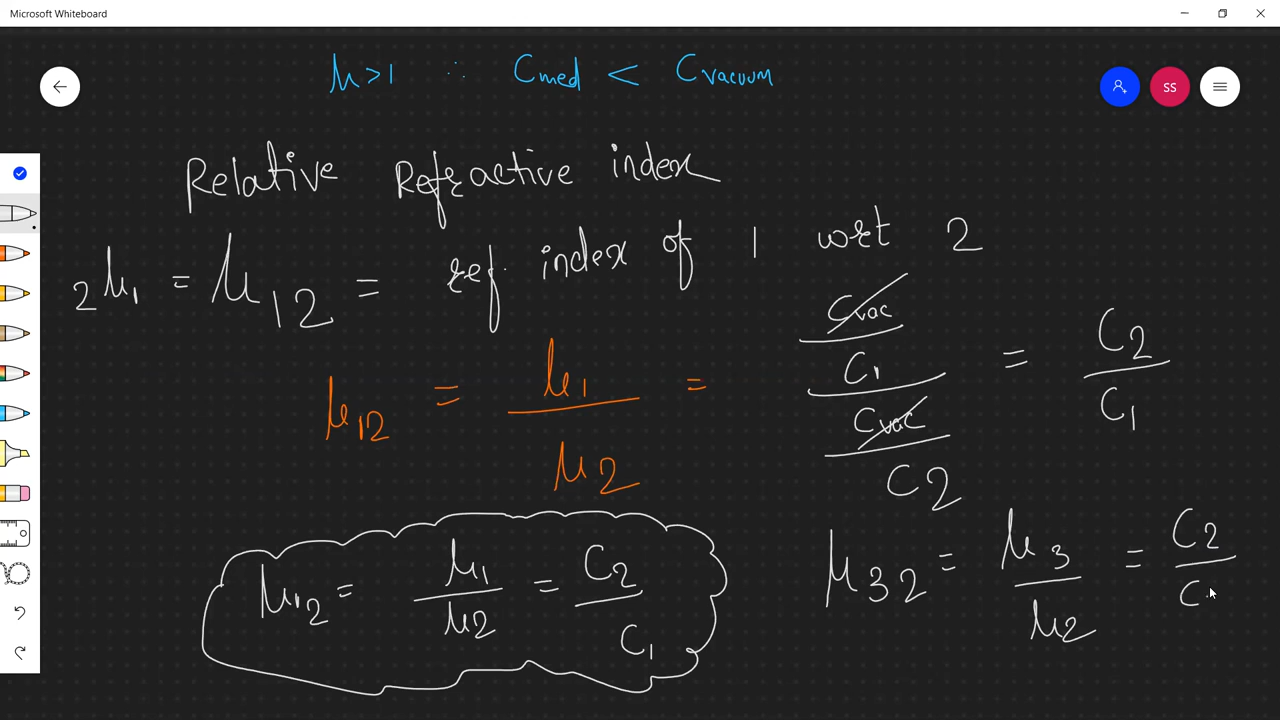 Microsoft Whiteboard
μ > 1 ∴ Cmed < Cvacuum
SS
Relative Refractive index
₂μ₁ = μ₁₂ = ref. index of 1 wrt 2
μ₁₂ = μ₁ / μ₂ = (Cvac / C₁) / (Cvac / C₂) = C₂ / C₁
μ₁₂ = μ₁ / μ₂ = C₂ / C₁
μ₃₂ = μ₃ / μ₂ = C₂ / C